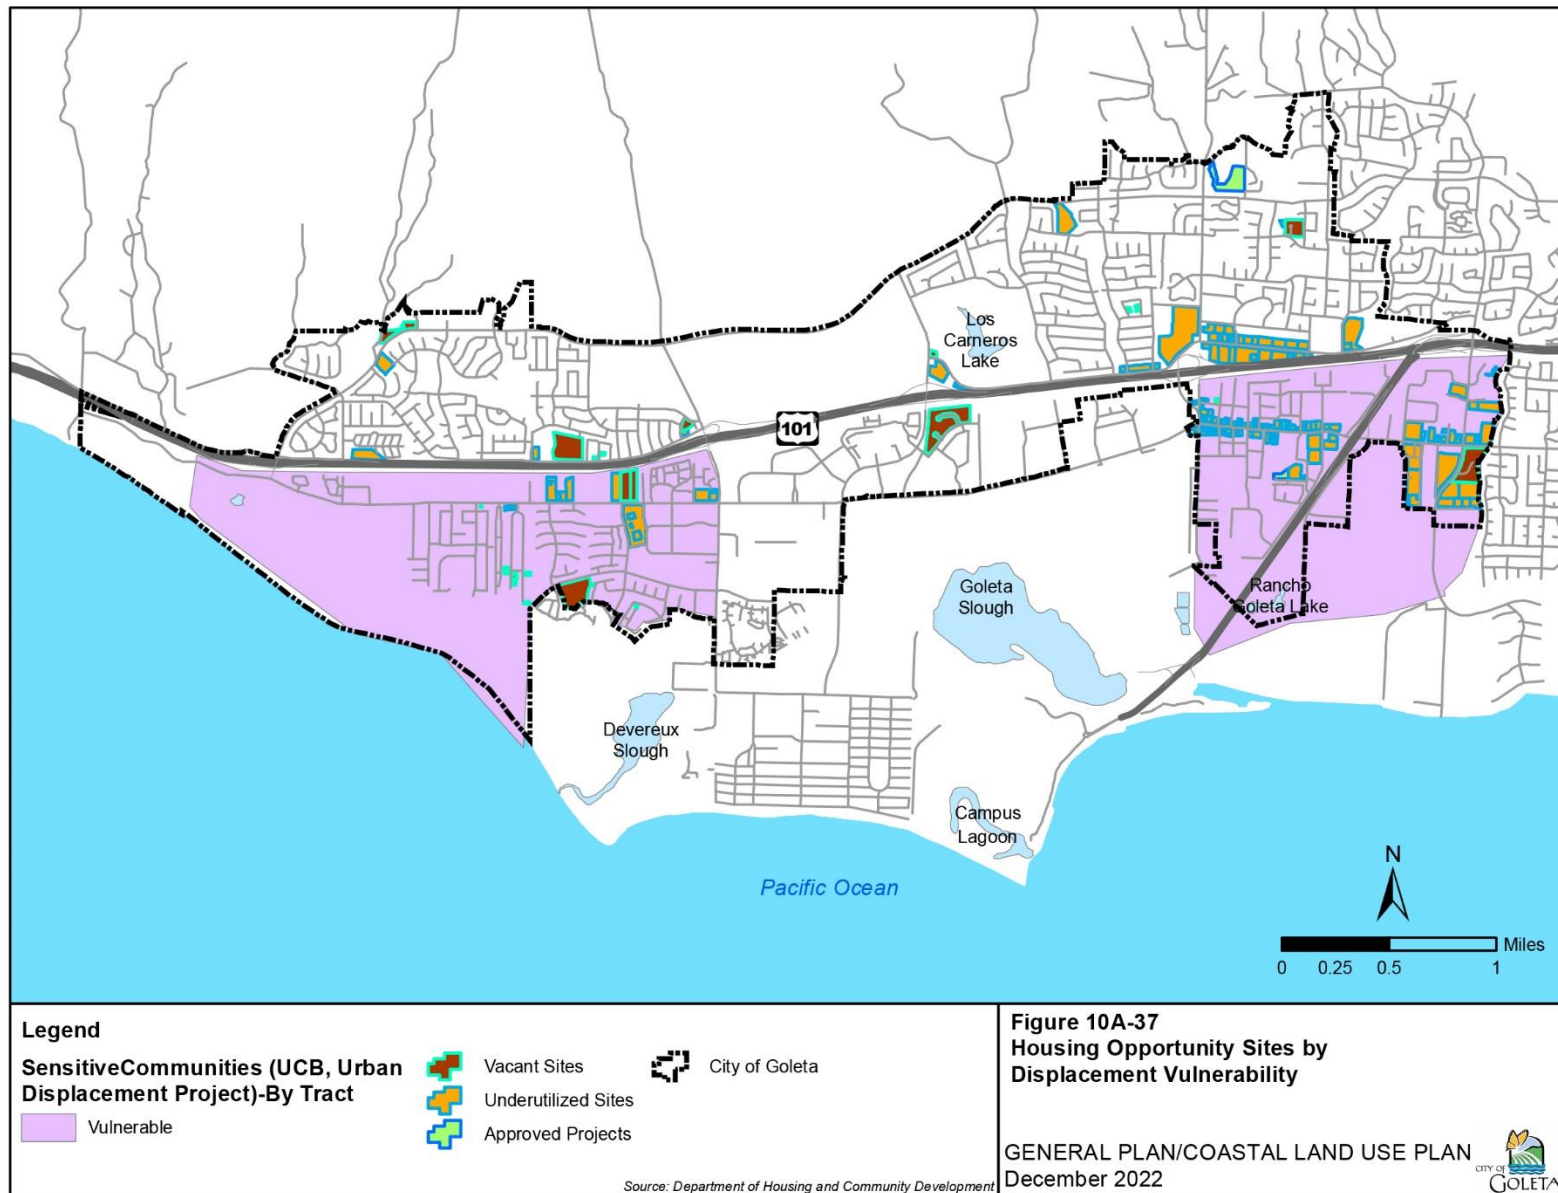 Los
Carneros
Lake
101
Goleta
Slough
Rancho
Goleta Lake
Devereux
Slough
Campus
Lagoon
Pacific Ocean
N
Miles
0 0.25 0.5 1
Legend
SensitiveCommunities (UCB, Urban
Displacement Project)-By Tract
Vulnerable
Vacant Sites
Underutilized Sites
Approved Projects
City of Goleta
Source: Department of Housing and Community Development
Figure 10A-37
Housing Opportunity Sites by
Displacement Vulnerability
GENERAL PLAN/COASTAL LAND USE PLAN
December 2022
CITY OF
GOLETA